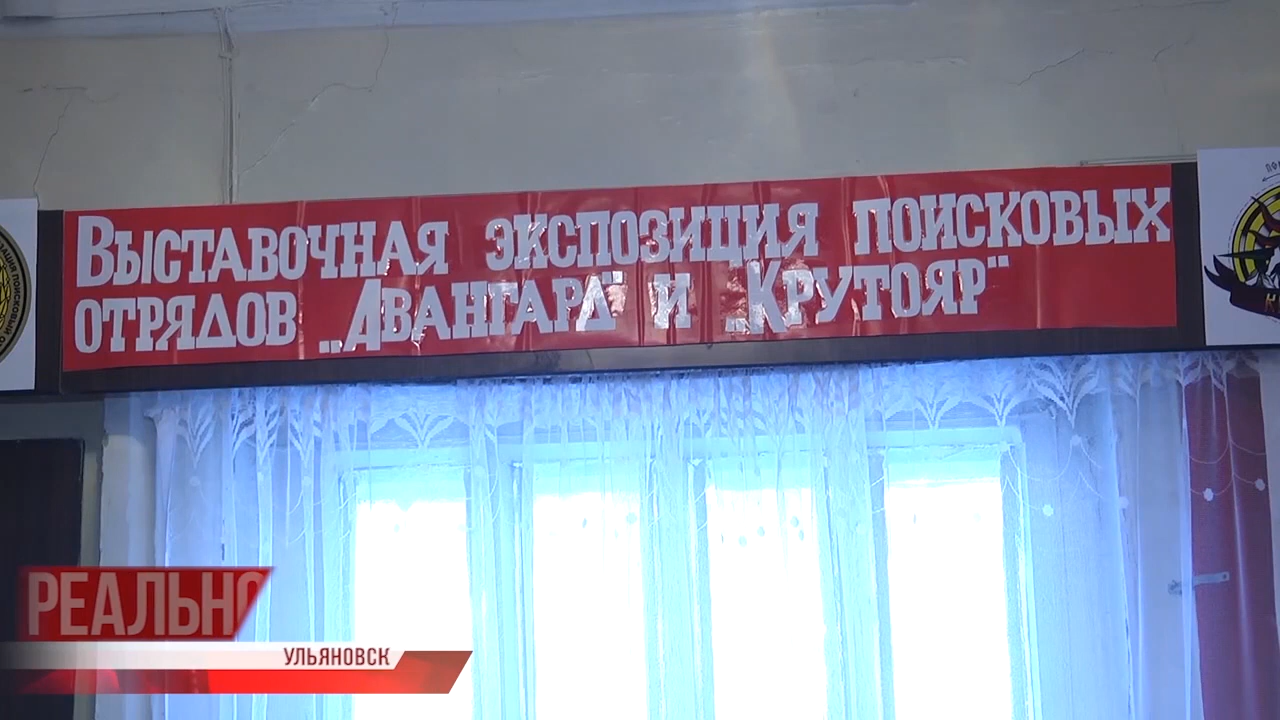 Выставочная экспозиция поисковых
отрядов „Авангард" и „Крутояр"
РЕАЛЬНО
УЛЬЯНОВСК